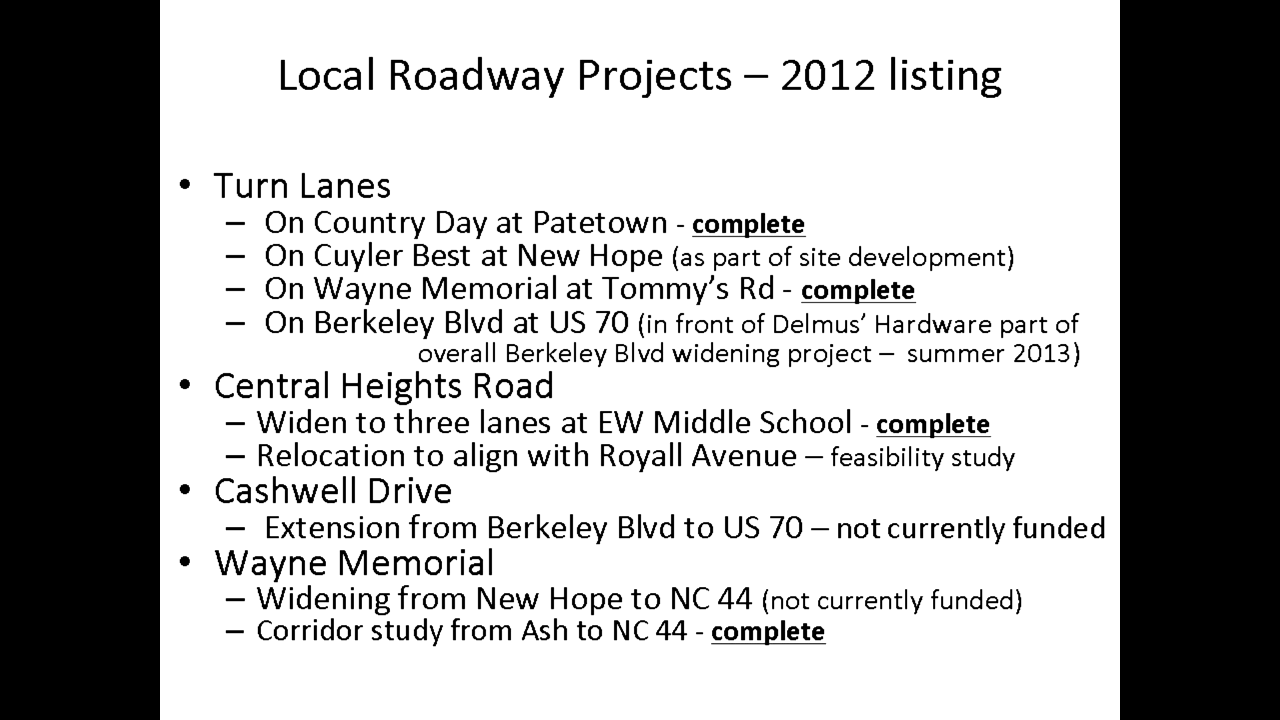 Local Roadway Projects – 2012 listing
• Turn Lanes
– On Country Day at Patetown - complete
– On Cuyler Best at New Hope (as part of site development)
– On Wayne Memorial at Tommy’s Rd - complete
– On Berkeley Blvd at US 70 (in front of Delmus’ Hardware part of
overall Berkeley Blvd widening project – summer 2013)
• Central Heights Road
– Widen to three lanes at EW Middle School - complete
– Relocation to align with Royall Avenue – feasibility study
• Cashwell Drive
– Extension from Berkeley Blvd to US 70 – not currently funded
• Wayne Memorial
– Widening from New Hope to NC 44 (not currently funded)
– Corridor study from Ash to NC 44 - complete